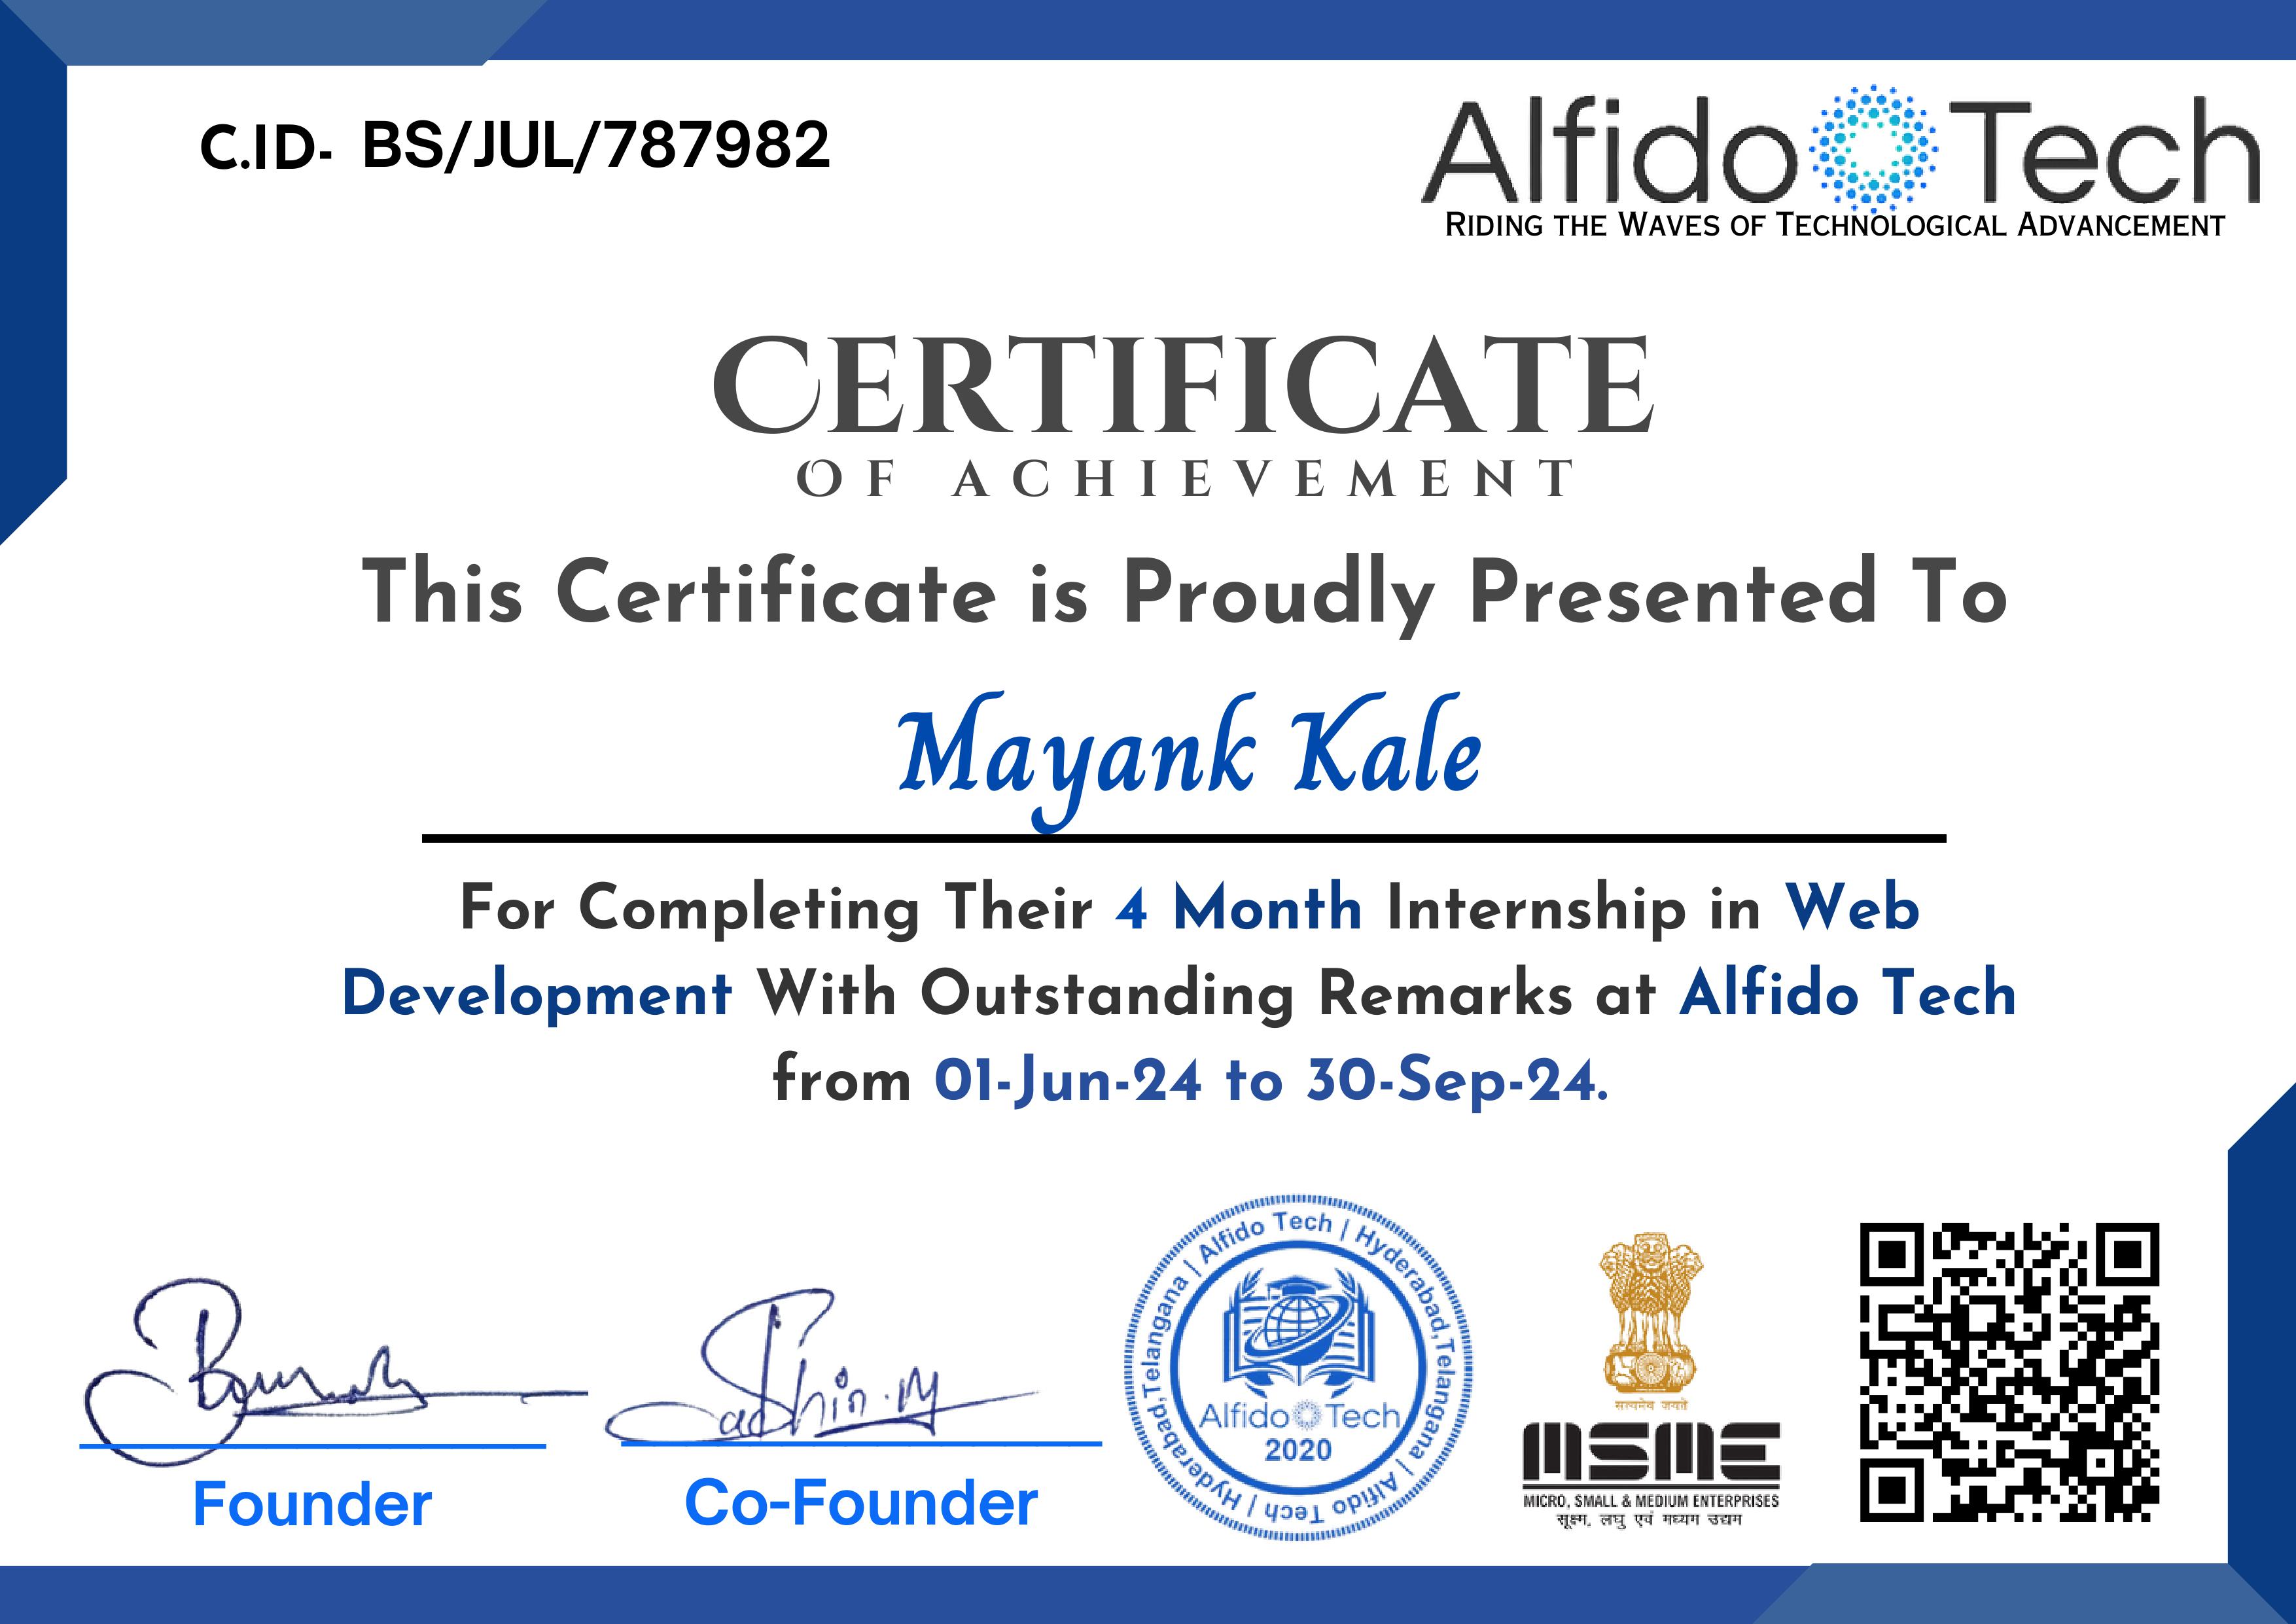 C.ID- BS/JUL/787982
Alfido Tech
RIDING THE WAVES OF TECHNOLOGICAL ADVANCEMENT
CERTIFICATE
OF ACHIEVEMENT
This Certificate is Proudly Presented To
Mayank Kale
For Completing Their 4 Month Internship in Web
Development With Outstanding Remarks at Alfido Tech
from 01-Jun-24 to 30-Sep-24.
Sachin.M
Founder
Co-Founder
Alfido Tech | Hyderabad,Telangana | Alfido Tech | Hyderabad,Telangana |
Alfido Tech
2020
सत्यमेव जयते
MSME
MICRO, SMALL & MEDIUM ENTERPRISES
सूक्ष्म, लघु एवं मध्यम उद्यम